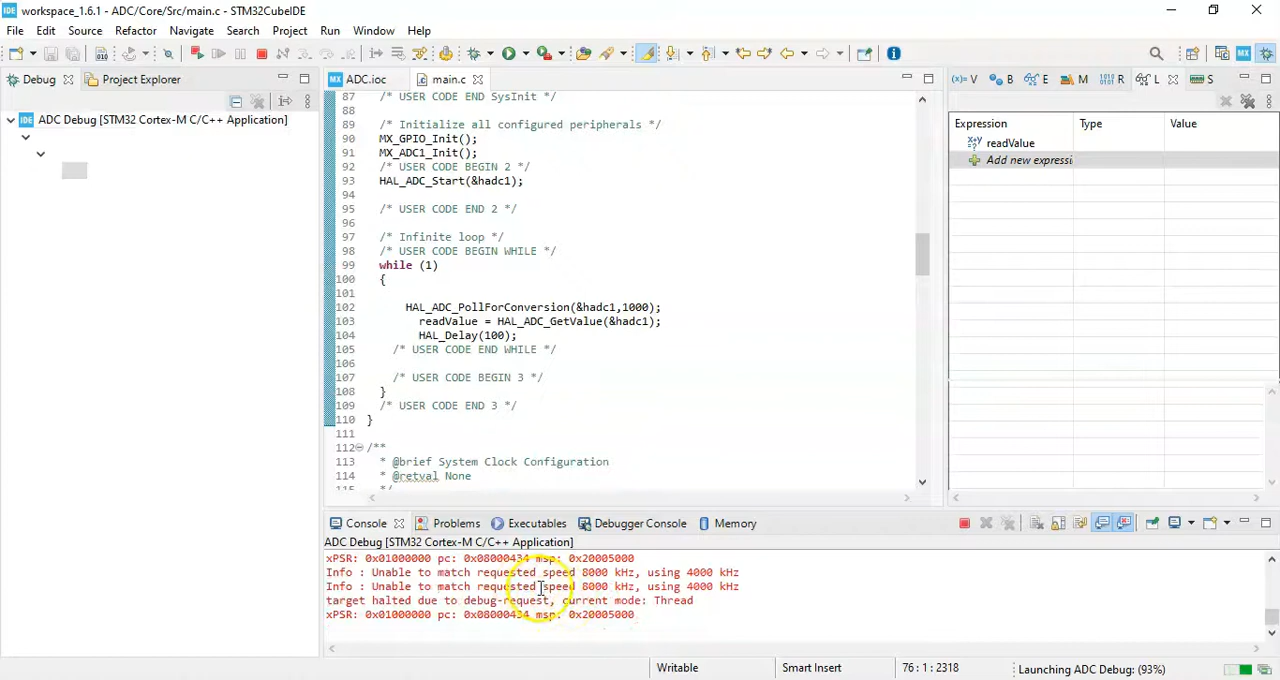 IDE workspace_1.6.1 - ADC/Core/Src/main.c - STM32CubeIDE
File Edit Source Refactor Navigate Search Project Run Window Help
Debug Project Explorer
IDE ADC Debug [STM32 Cortex-M C/C++ Application]
MX ADC.ioc main.c
87 /* USER CODE END SysInit */
88
89 /* Initialize all configured peripherals */
90 MX_GPIO_Init();
91 MX_ADC1_Init();
92 /* USER CODE BEGIN 2 */
93 HAL_ADC_Start(&hadc1);
94
95 /* USER CODE END 2 */
96
97 /* Infinite loop */
98 /* USER CODE BEGIN WHILE */
99 while (1)
100 {
101
102 HAL_ADC_PollForConversion(&hadc1,1000);
103 readValue = HAL_ADC_GetValue(&hadc1);
104 HAL_Delay(100);
105 /* USER CODE END WHILE */
106
107 /* USER CODE BEGIN 3 */
108 }
109 /* USER CODE END 3 */
110 }
111
112 /**
113 * @brief System Clock Configuration
114 * @retval None
115 */
(x)= V B E M R L S
Expression Type Value
readValue
Add new expressi
Console Problems Executables Debugger Console Memory
ADC Debug [STM32 Cortex-M C/C++ Application]
xPSR: 0x01000000 pc: 0x08000434 msp: 0x20005000
Info : Unable to match requested speed 8000 kHz, using 4000 kHz
Info : Unable to match requested speed 8000 kHz, using 4000 kHz
target halted due to debug-request, current mode: Thread
xPSR: 0x01000000 pc: 0x08000434 msp: 0x20005000
Writable Smart Insert 76 : 1 : 2318 Launching ADC Debug: (93%)